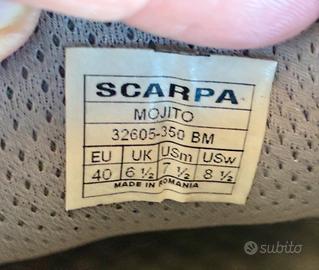 SCARPA
MOJITO
32605-350 BM
EU UK USm USw
40 6 ½ 7 ½ 8 ½
MADE IN ROMANIA
subito